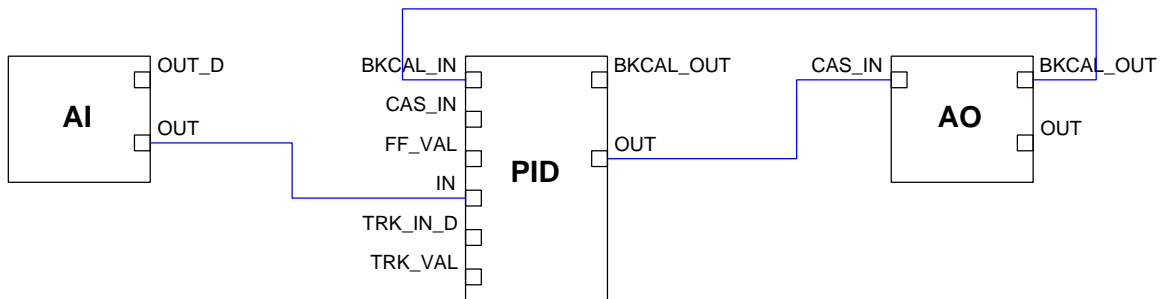 AI
OUT_D
OUT
BKCAL_IN
CAS_IN
FF_VAL
IN
TRK_IN_D
TRK_VAL
PID
BKCAL_OUT
OUT
CAS_IN
AO
BKCAL_OUT
OUT